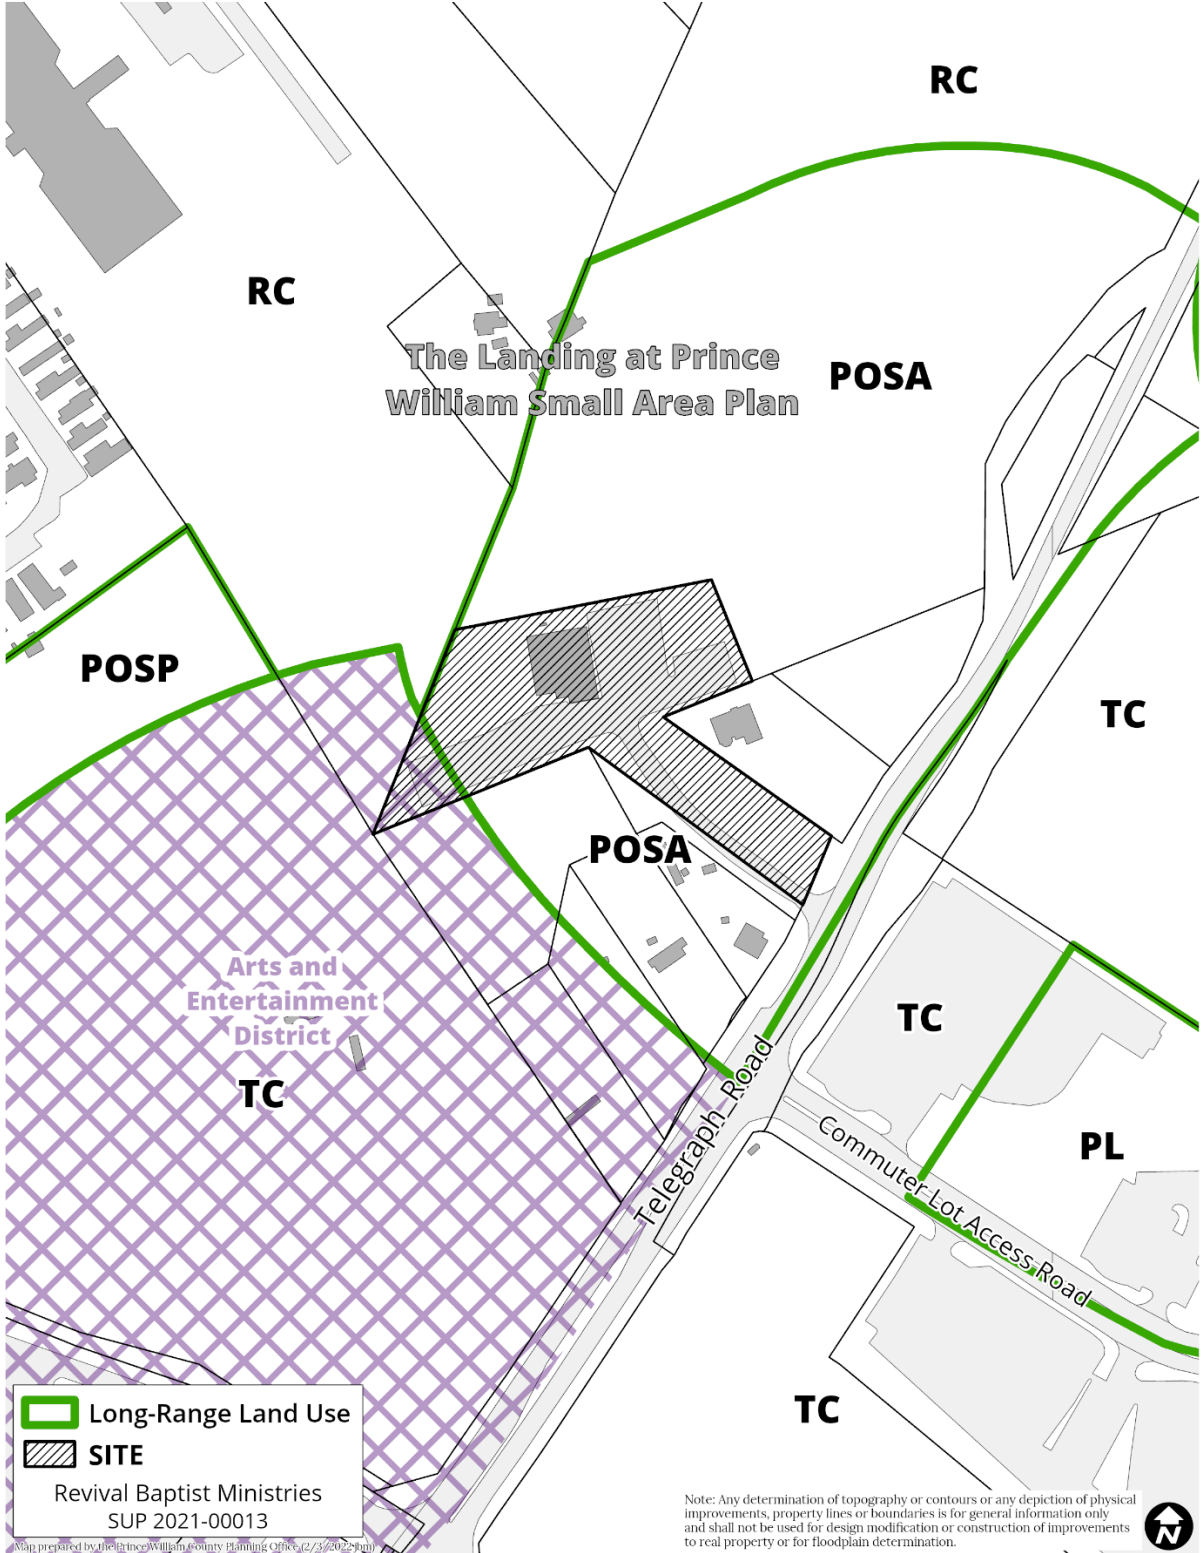 RC
RC
The Landing at Prince
William Small Area Plan
POSA
POSP
TC
POSA
Arts and
Entertainment
District
TC
TC
Telegraph Road
Commuter Lot Access Road
PL
TC
Long-Range Land Use
SITE
Revival Baptist Ministries
SUP 2021-00013
Map prepared by the Prince William County Planning Office (2/3/2022 jbm)
Note: Any determination of topography or contours or any depiction of physical
improvements, property lines or boundaries is for general information only
and shall not be used for design modification or construction of improvements
to real property or for floodplain determination.
N